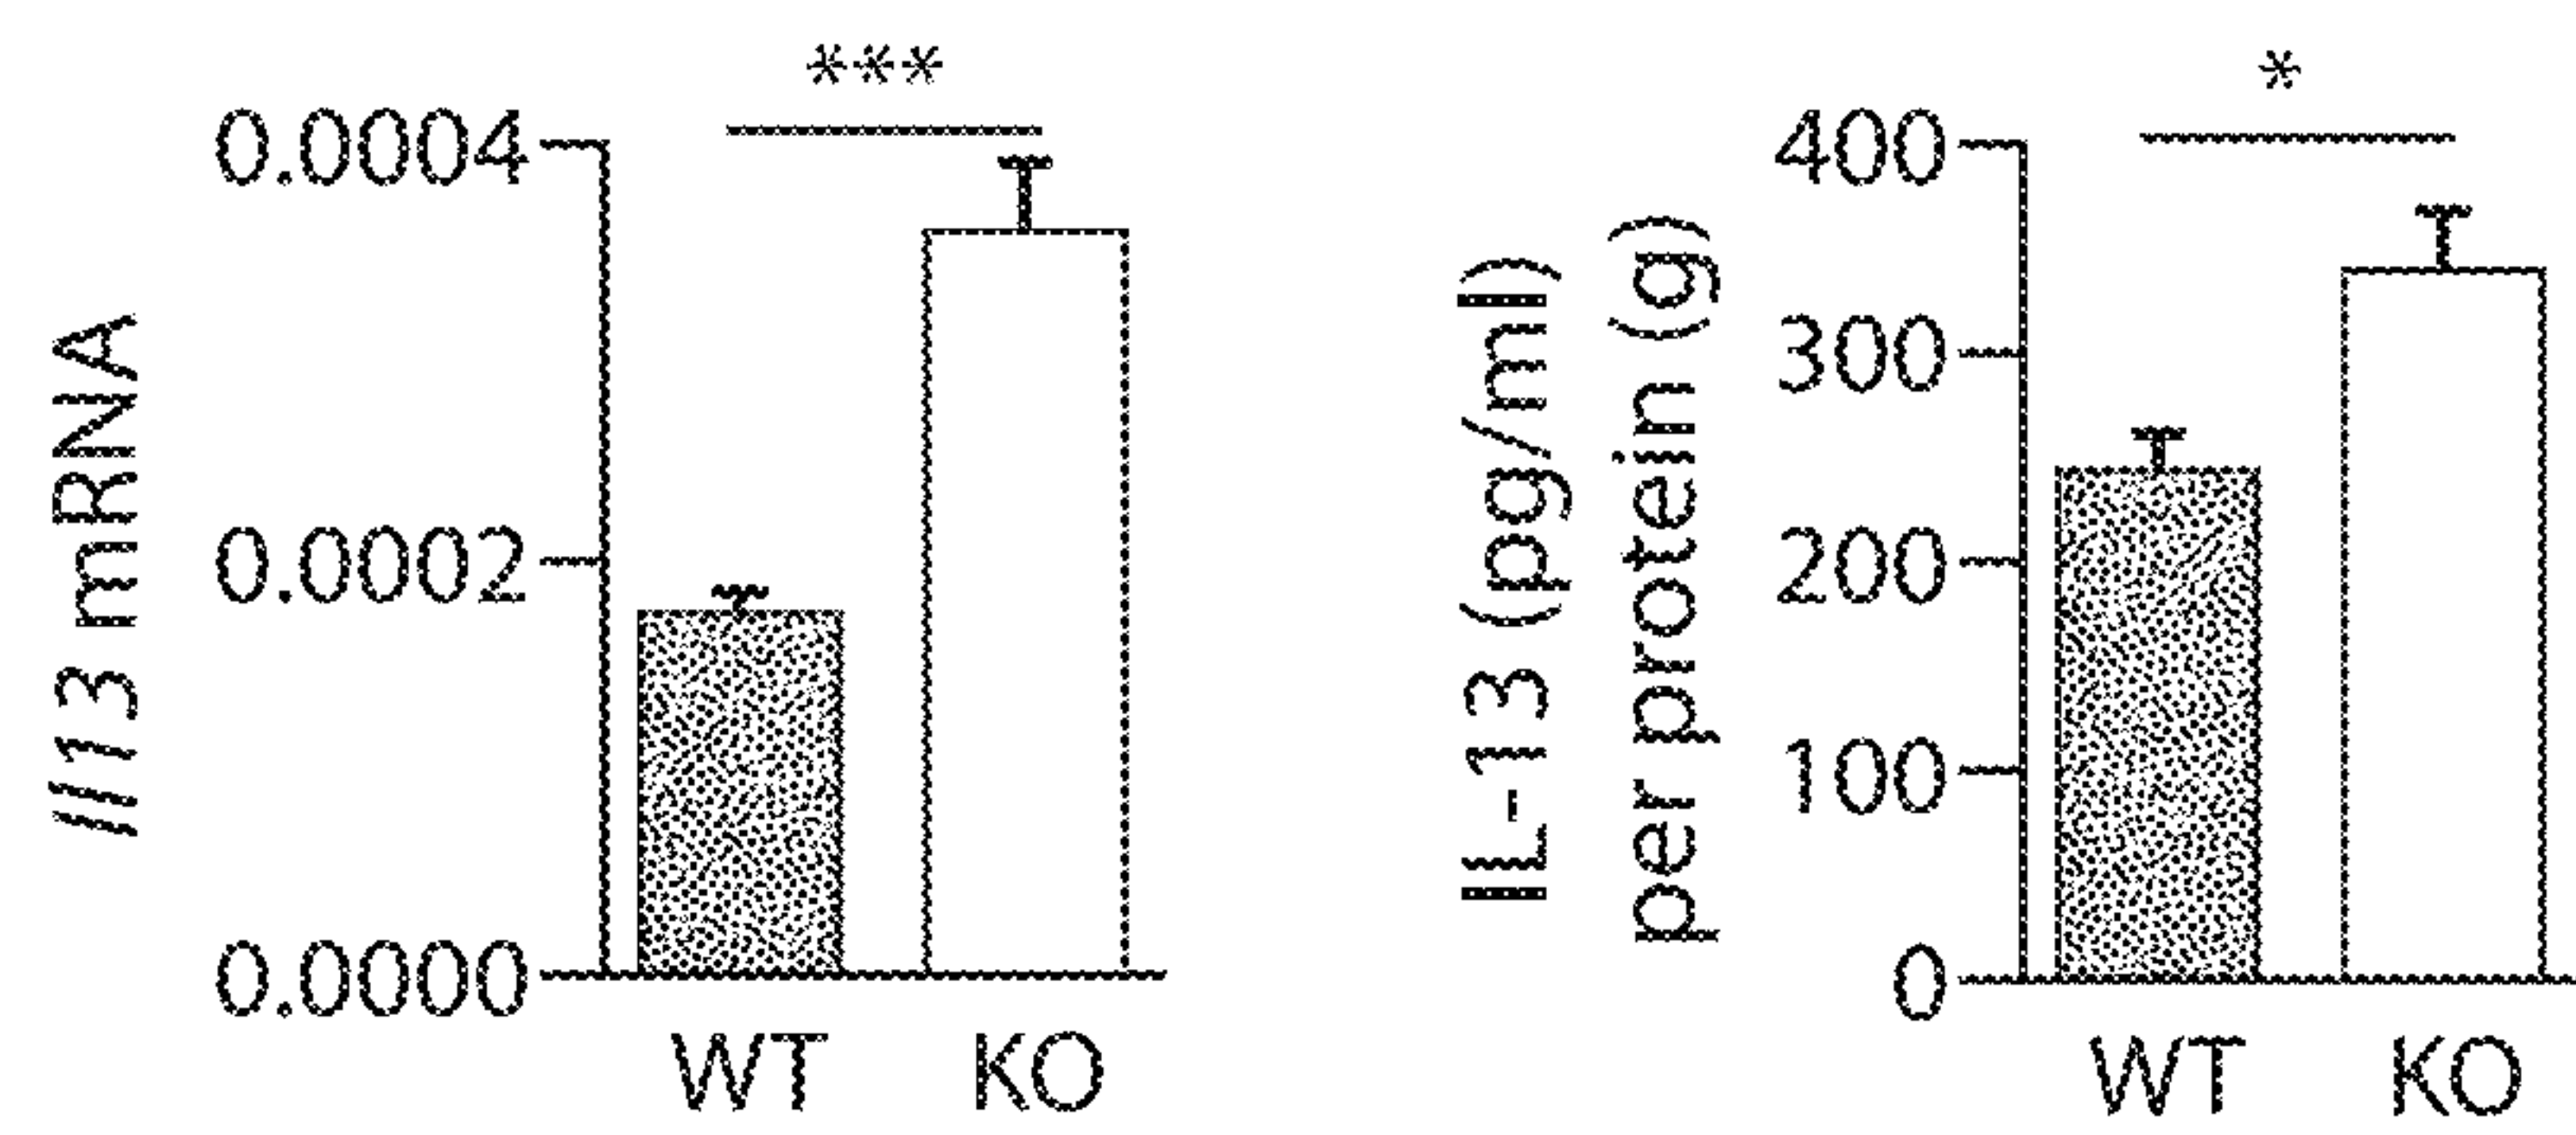 ***
0.0004
0.0002
0.0000
Il13 mRNA
WT KO
*
400
300
200
100
0
IL-13 (pg/ml)
per protein (g)
WT KO